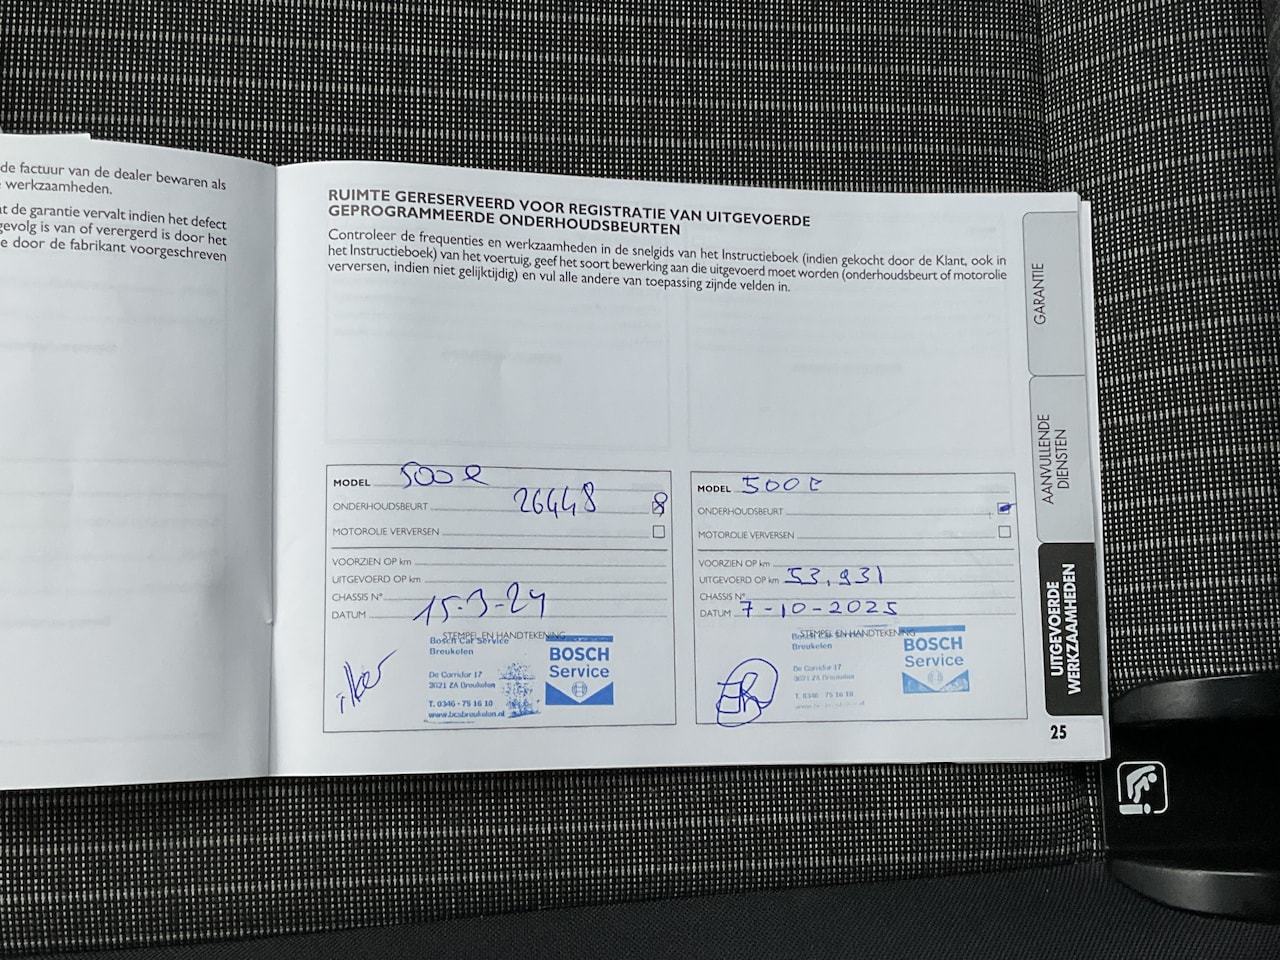 de factuur van de dealer bewaren als
werkzaamheden.
at de garantie vervalt indien het defect
gevolg is van of verergerd is door het
e door de fabrikant voorgeschreven
RUIMTE GERESERVEERD VOOR REGISTRATIE VAN UITGEVOERDE
GEPROGRAMMEERDE ONDERHOUDSBEURTEN
Controleer de frequenties en werkzaamheden in de snelgids van het Instructieboek (indien gekocht door de Klant, ook in
het Instructieboek) van het voertuig, geef het soort bewerking aan die uitgevoerd moet worden (onderhoudsbeurt of motorolie
verversen, indien niet gelijktijdig) en vul alle andere van toepassing zijnde velden in.
MODEL 500 e
ONDERHOUDSBEURT 26448
MOTOROLIE VERVERSEN
VOORZIEN OP km
UITGEVOERD OP km
CHASSIS N°
DATUM 15-3-24
STEMPEL EN HANDTEKENING
Bosch Car Service
Breukelen
De Corridor 17
3621 ZA Breukelen
T. 0346 - 75 16 10
www.bcsbreukelen.nl
BOSCH
Service
MODEL 500 E
ONDERHOUDSBEURT
MOTOROLIE VERVERSEN
VOORZIEN OP km
UITGEVOERD OP km 53.931
CHASSIS N°
DATUM 7-10-2025
STEMPEL EN HANDTEKENING
Breukelen
De Corridor 17
3621 ZA Breukelen
T. 0346 - 75 16 10
BOSCH
Service
GARANTIE
AANVULLENDE
DIENSTEN
UITGEVOERDE
WERKZAAMHEDEN
25